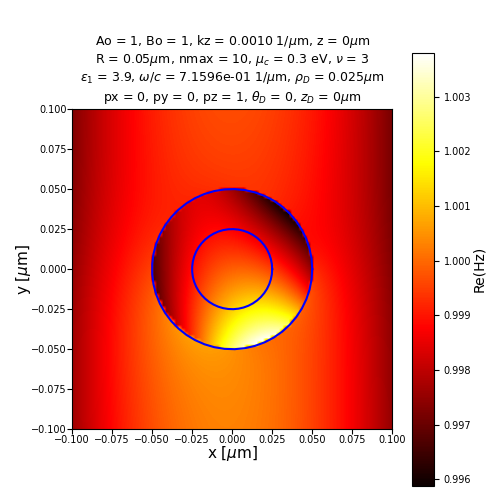 Ao = 1, Bo = 1, kz = 0.0010 1/μm, z = 0μm
R = 0.05μm, nmax = 10, μc = 0.3 eV, ν = 3
ε1 = 3.9, ω/c = 7.1596e-01 1/μm, ρD = 0.025μm
px = 0, py = 0, pz = 1, θD = 0, zD = 0μm
0.100
0.075
0.050
0.025
0.000
−0.025
−0.050
−0.075
−0.100
y [μm]
−0.100 −0.075 −0.050 −0.025 0.000 0.025 0.050 0.075 0.100
x [μm]
1.003
1.002
1.001
1.000
0.999
0.998
0.997
0.996
Re(Hz)